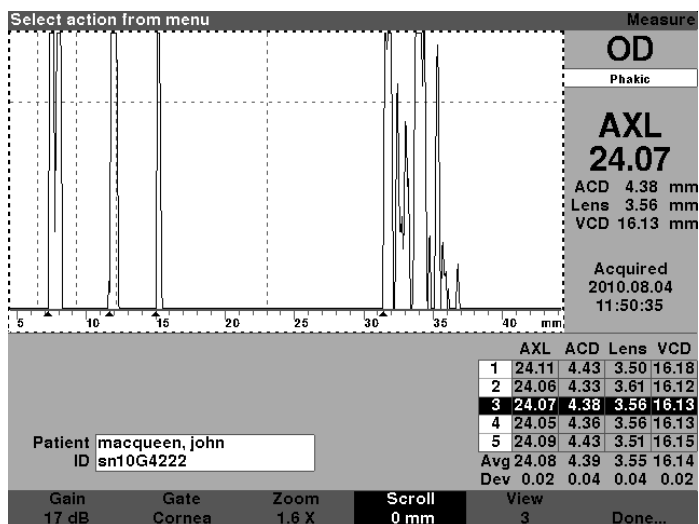 Select action from menu
Measure
OD
Phakic
AXL
24.07
ACD 4.38 mm
Lens 3.56 mm
VCD 16.13 mm
Acquired
2010.08.04
11:50:35
5 10 15 20 25 30 35 40 mm
AXL ACD Lens VCD
1 24.11 4.43 3.50 16.18
2 24.06 4.33 3.61 16.12
3 24.07 4.38 3.56 16.13
4 24.05 4.36 3.56 16.13
5 24.09 4.43 3.51 16.15
Avg 24.08 4.39 3.55 16.14
Dev 0.02 0.04 0.04 0.02
Patient macqueen, john
ID sn10G4222
Gain Gate Zoom Scroll View
17 dB Cornea 1.6 X 0 mm 3 Done...